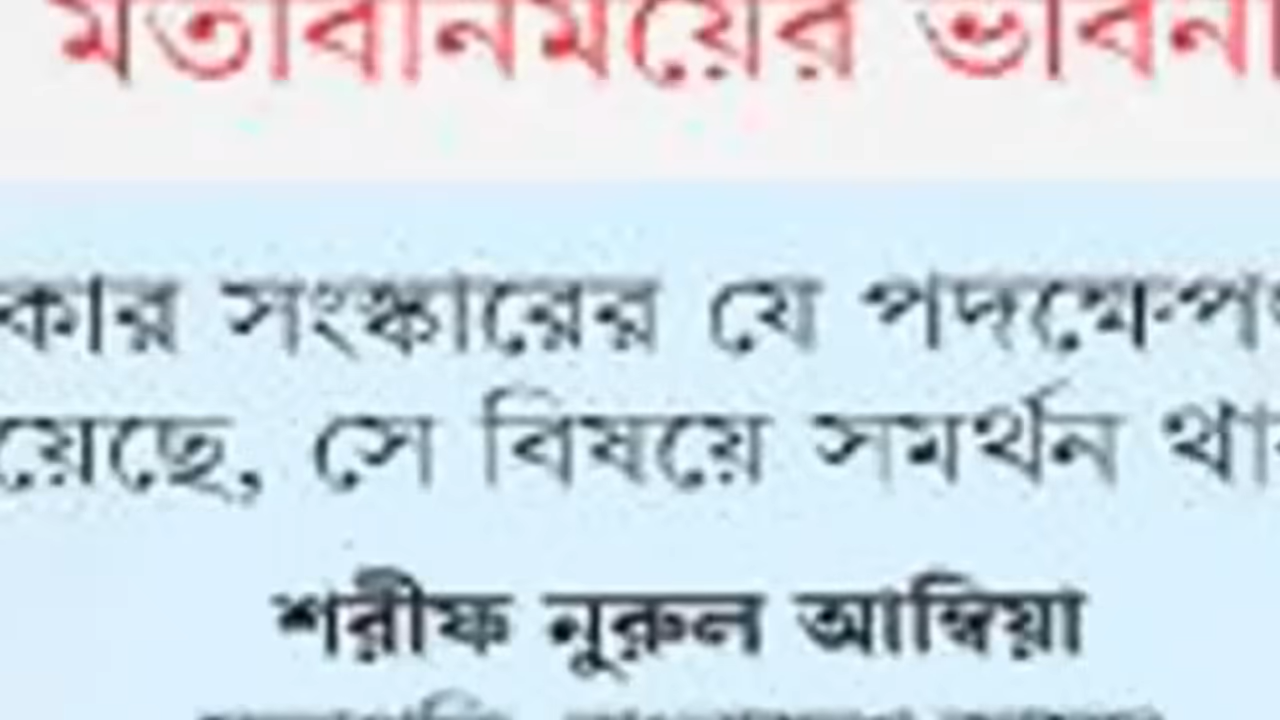 মতবিনিময়ের ভাবনা
কার সংস্কারের যে পদক্ষেপ
য়েছে, সে বিষয়ে সমর্থন থা
শরীফ নুরুল আম্বিয়া